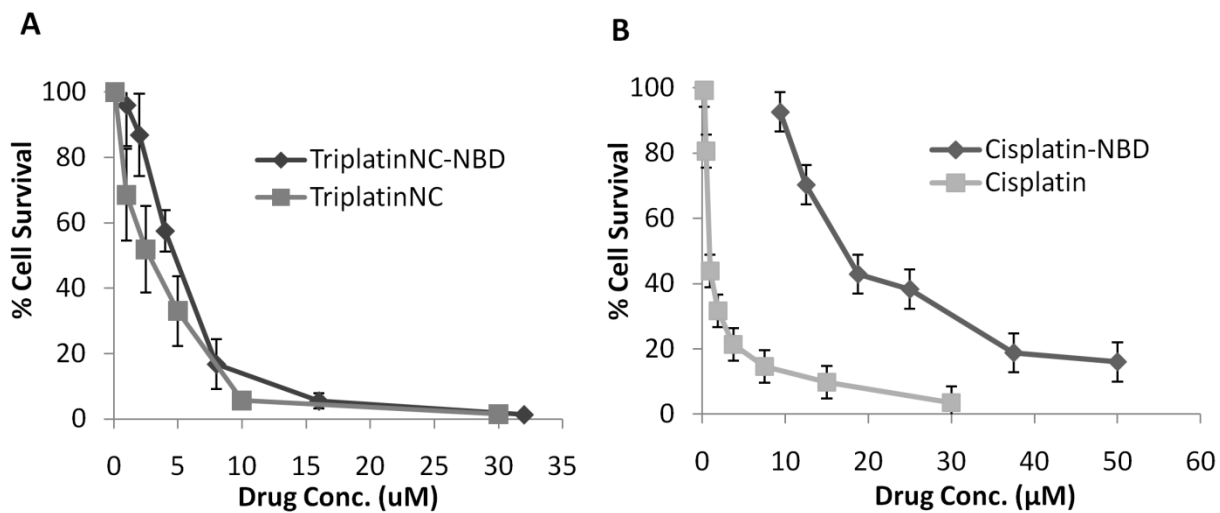 A
% Cell Survival
100
80
60
40
20
0
TriplatinNC-NBD
TriplatinNC
0 5 10 15 20 25 30 35
Drug Conc. (uM)
B
% Cell Survival
100
80
60
40
20
0
Cisplatin-NBD
Cisplatin
0 10 20 30 40 50 60
Drug Conc. (µM)